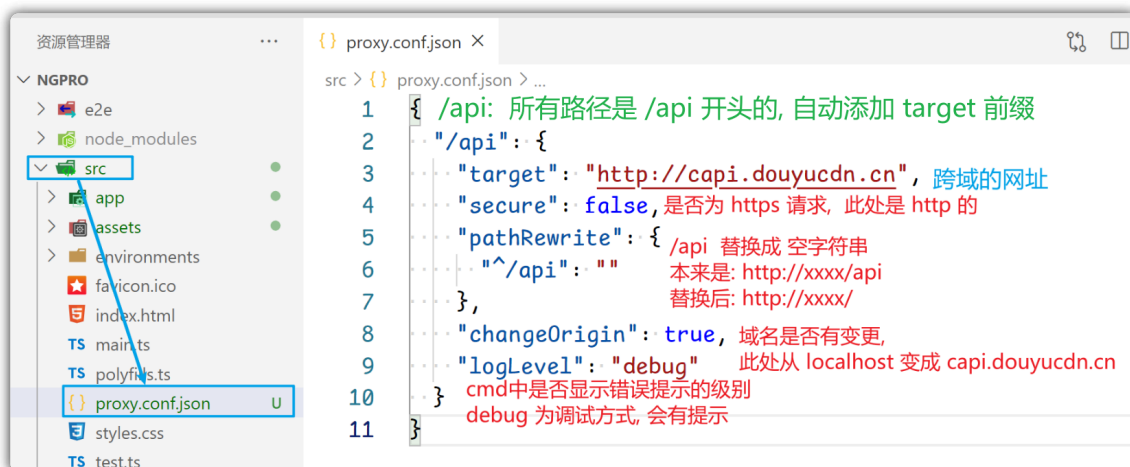 资源管理器
NGPRO
e2e
node_modules
src
app
assets
environments
favicon.ico
index.html
TS main.ts
TS polyfills.ts
{} proxy.conf.json U
styles.css
TS test.ts
{} proxy.conf.json ×
src > {} proxy.conf.json > ...
1 { /api: 所有路径是 /api 开头的, 自动添加 target 前缀
2 "/api": {
3 "target": "http://capi.douyucdn.cn", 跨域的网址
4 "secure": false, 是否为 https 请求, 此处是 http 的
5 "pathRewrite": { /api 替换成 空字符串
6 "^/api": "" 本来是: http://xxxx/api
7 }, 替换后: http://xxxx/
8 "changeOrigin": true, 域名是否有变更,
9 "logLevel": "debug" 此处从 localhost 变成 capi.douyucdn.cn
10 } cmd中是否显示错误提示的级别
debug 为调试方式, 会有提示
11 }